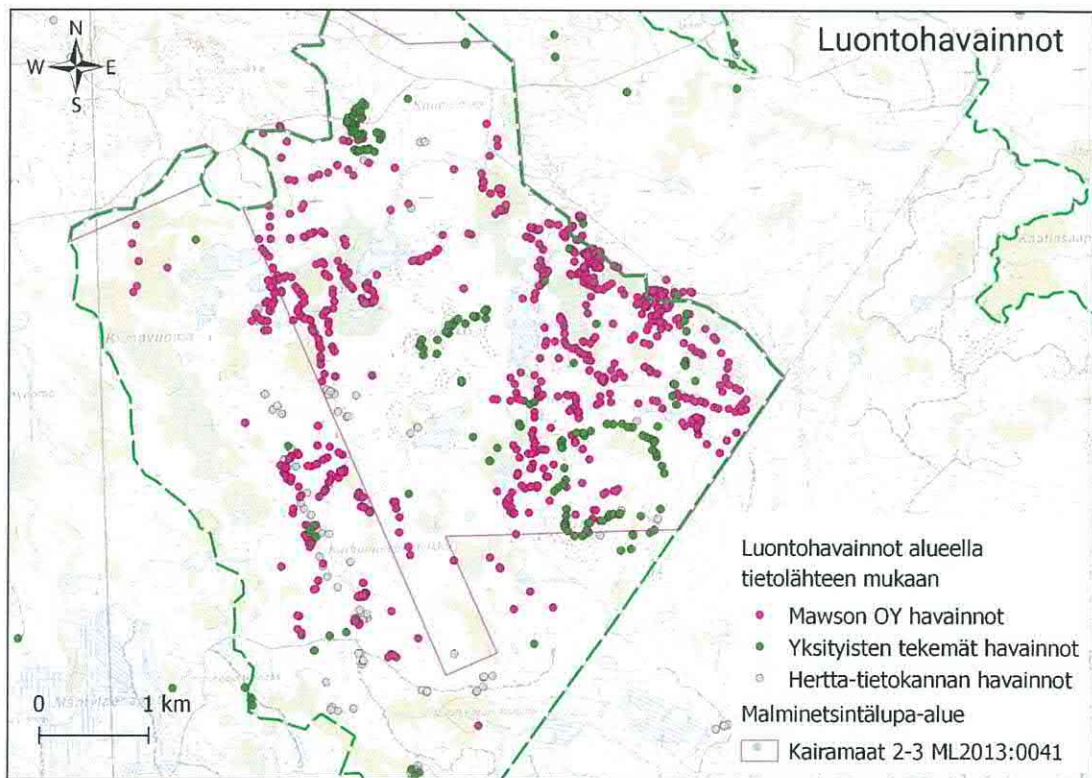 Luontohavainnot
N
W E
S
0 1 km
Luontohavainnot alueella
tietolähteen mukaan
Mawson OY havainnot
Yksityisten tekemät havainnot
Hertta-tietokannan havainnot
Malminetsintälupa-alue
Kairamaat 2-3 ML2013:0041